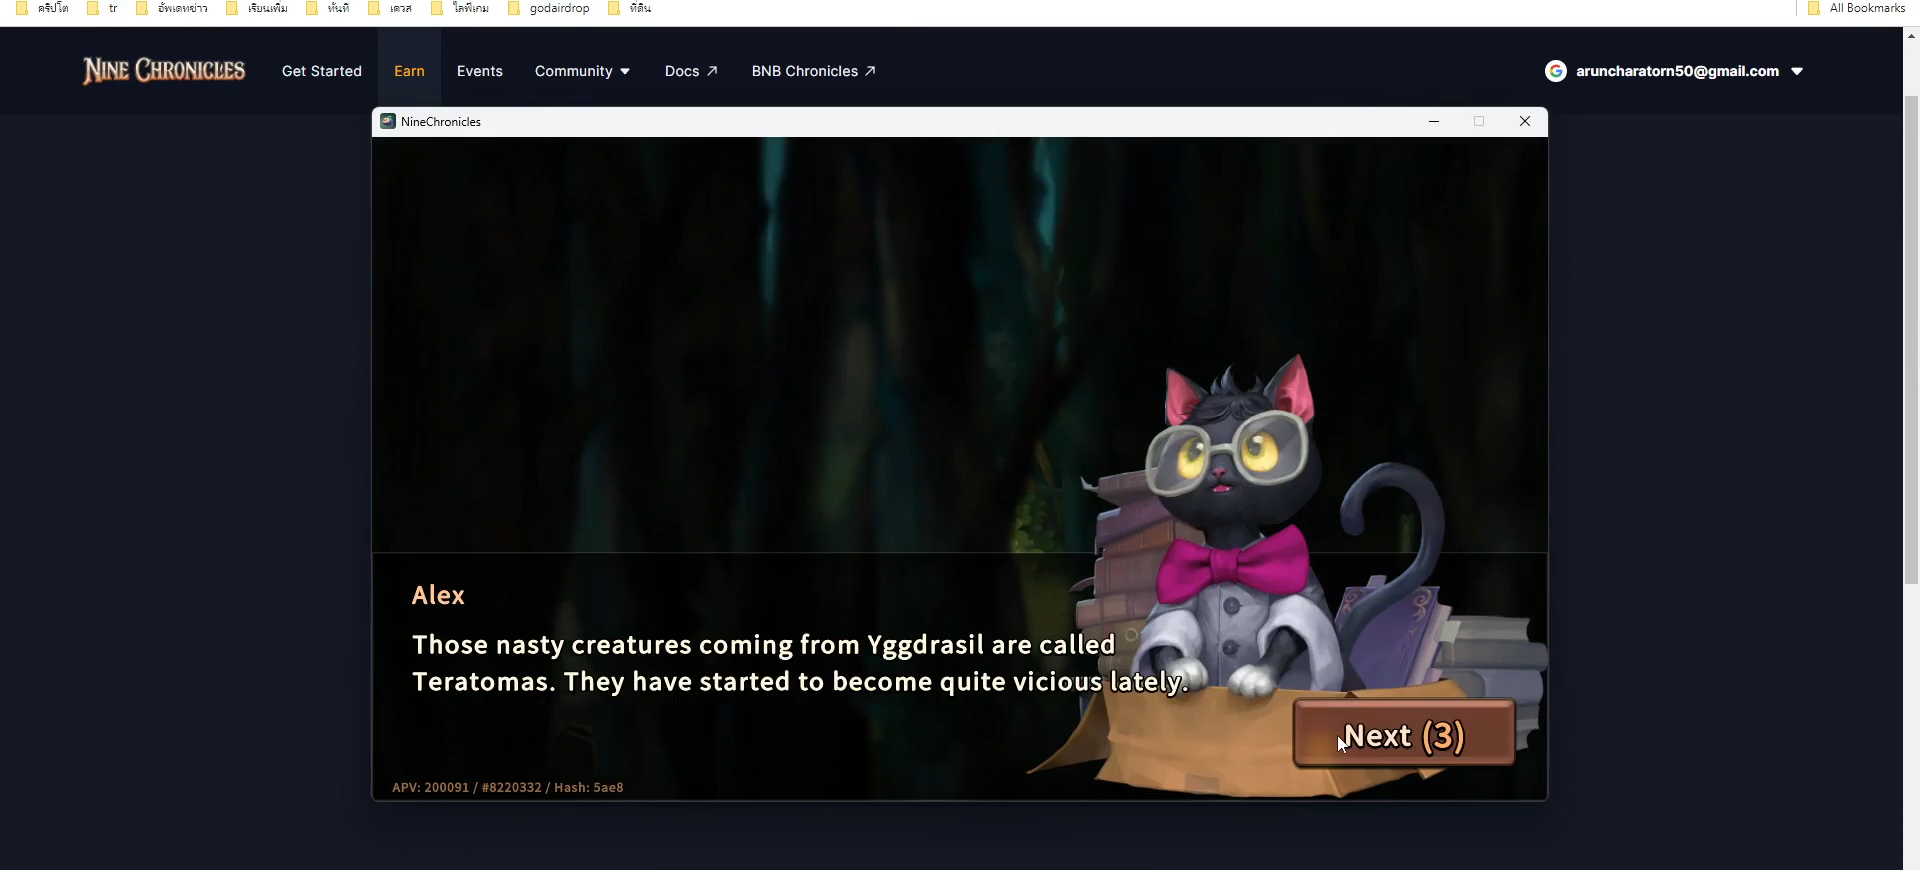 คริปโต tr อัพเดทข่าว เรียนเพิ่ม ทันที เควส ไลฟ์เกม godairdrop ที่ดิน All Bookmarks
NINE CHRONICLES Get Started Earn Events Community Docs BNB Chronicles G aruncharatorn50@gmail.com
NineChronicles
Alex
Those nasty creatures coming from Yggdrasil are called
Teratomas. They have started to become quite vicious lately.
Next (3)
APV: 200091 / #8220332 / Hash: 5ae8